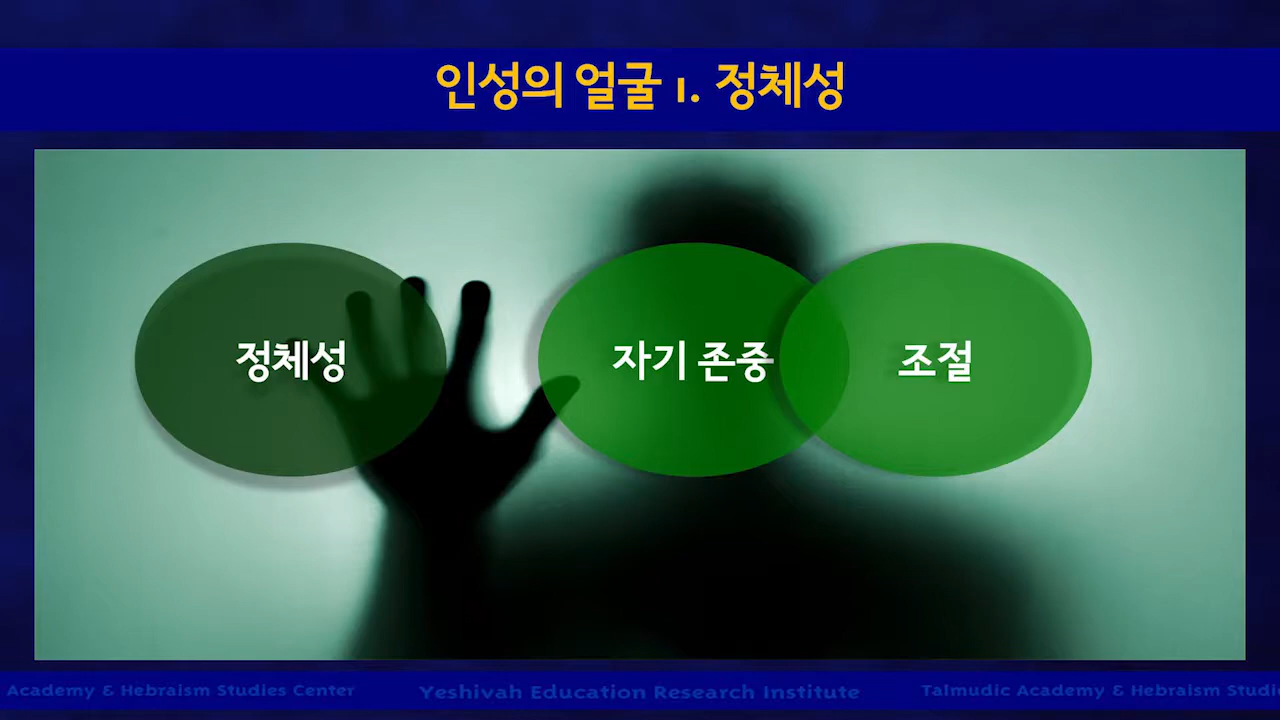 인성의 얼굴 1. 정체성
정체성
자기 존중
조절
Academy & Hebraism Studies Center
Yeshivah Education Research Institute
Talmudic Academy & Hebraism Studie